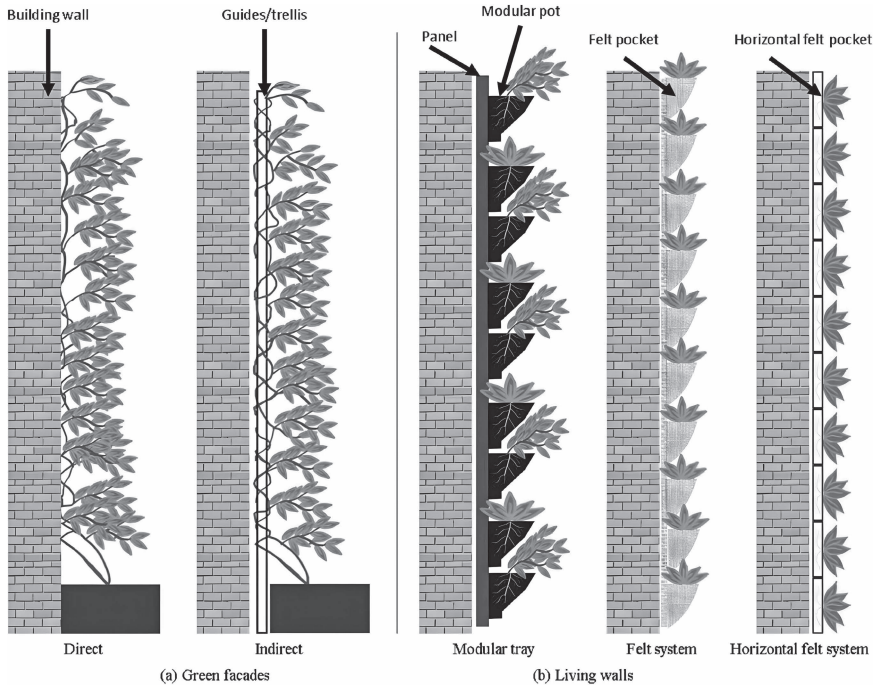 Building wall
Guides/trellis
Panel
Modular pot
Felt pocket
Horizontal felt pocket
Direct
Indirect
Modular tray
Felt system
Horizontal felt system
(a) Green facades
(b) Living walls